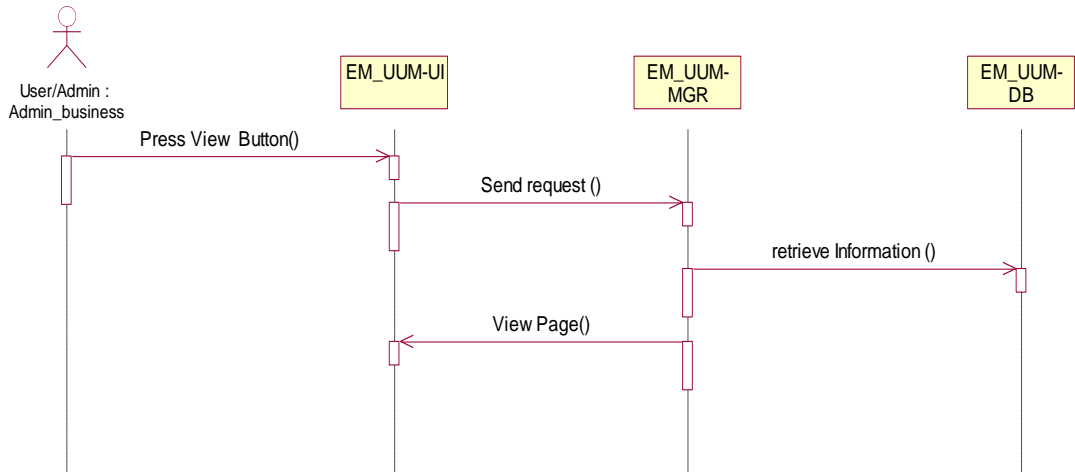 User/Admin :
Admin_business
EM_UUM-UI
EM_UUM-
MGR
EM_UUM-
DB
Press View Button()
Send request ()
retrieve Information ()
View Page()